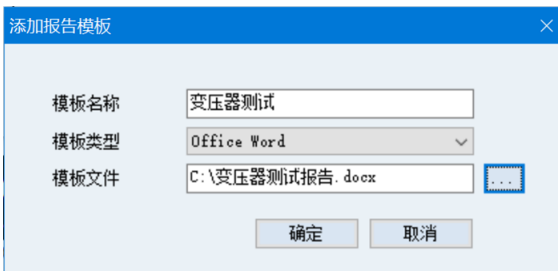 添加报告模板
模板名称 变压器测试
模板类型 Office Word
模板文件 C:\变压器测试报告.docx ...
确定 取消